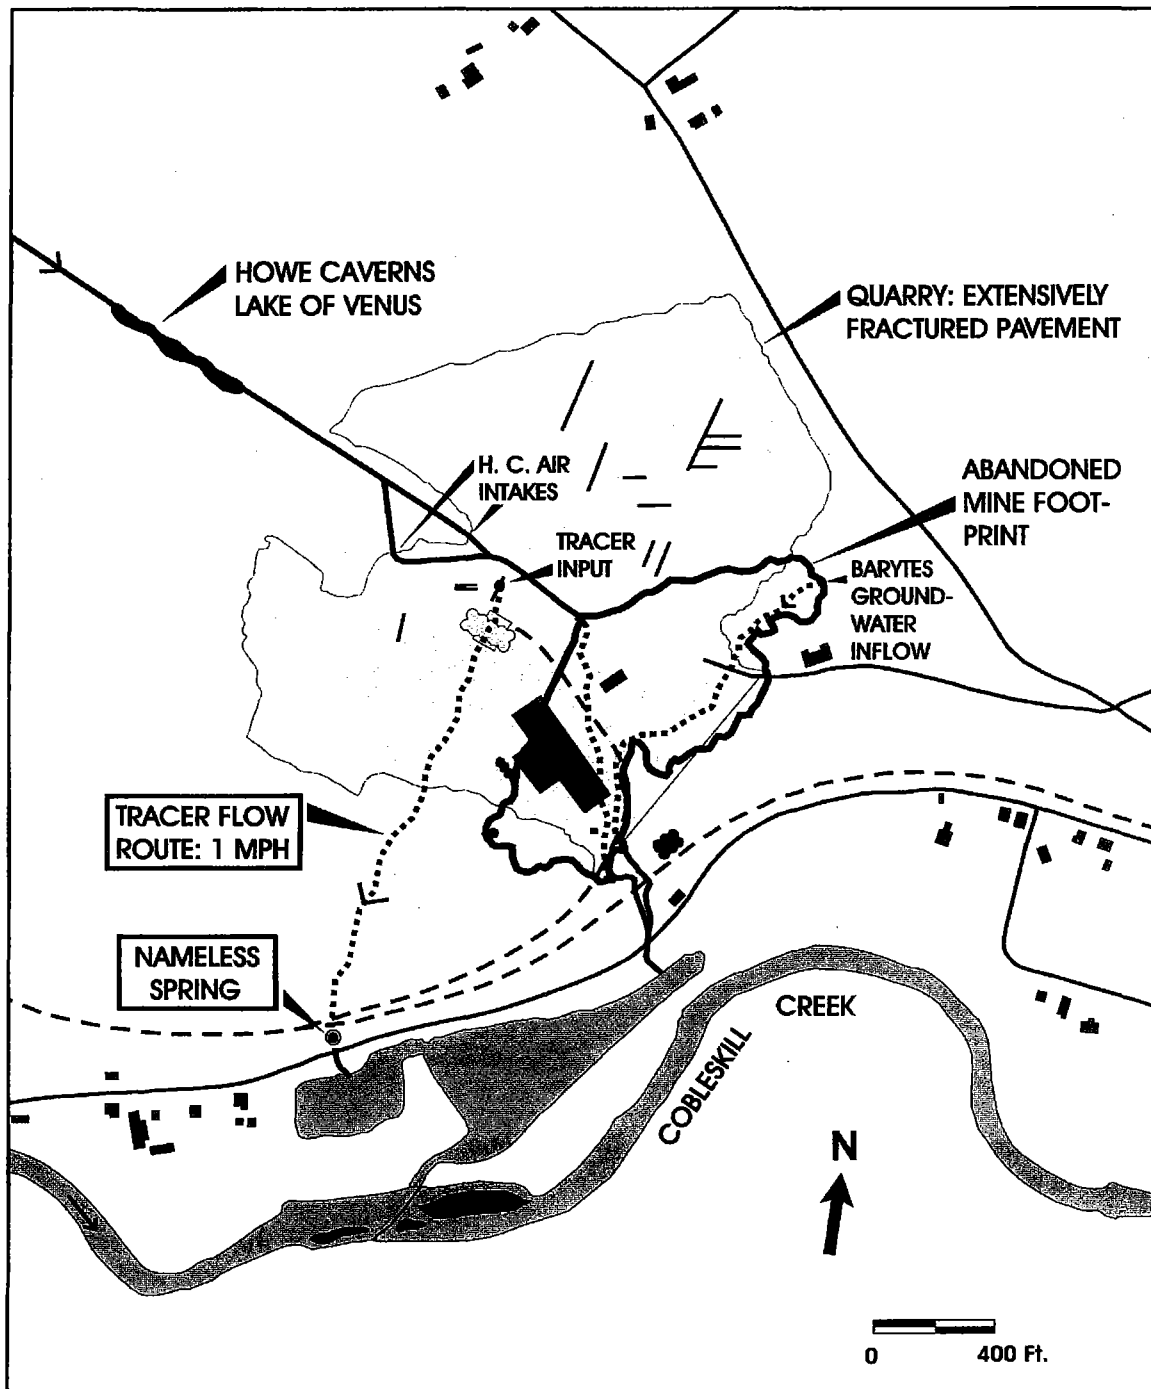 HOWE CAVERNS
LAKE OF VENUS
QUARRY: EXTENSIVELY
FRACTURED PAVEMENT
H. C. AIR
INTAKES
ABANDONED
MINE FOOT-
PRINT
TRACER
INPUT
BARYTES
GROUND-
WATER
INFLOW
TRACER FLOW
ROUTE: 1 MPH
NAMELESS
SPRING
CREEK
COBLESKILL
N
0 400 Ft.